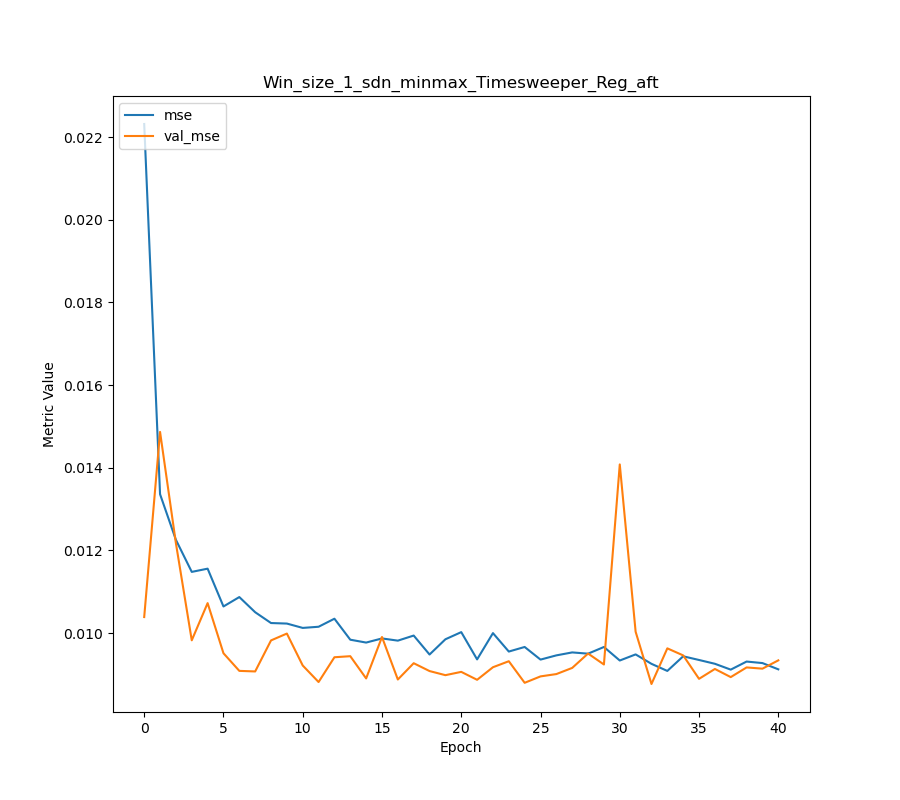 Win_size_1_sdn_minmax_Timesweeper_Reg_aft
mse
val_mse
0.022
0.020
0.018
0.016
0.014
0.012
0.010
Metric Value
0 5 10 15 20 25 30 35 40
Epoch